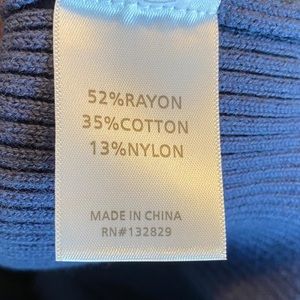 52%RAYON
35%COTTON
13%NYLON
MADE IN CHINA
RN#132829